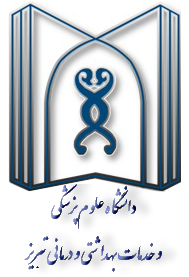 دانشگاه علوم پزشکی
و خدمات بهداشتی و درمانی تبریز